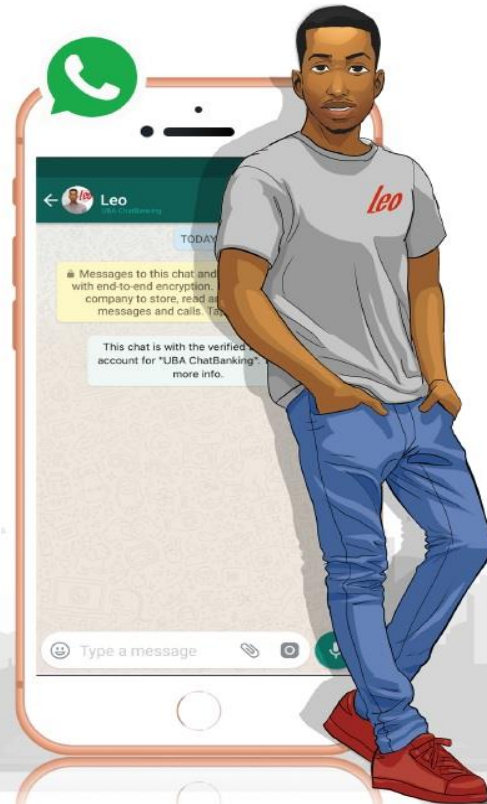 Leo
Leo
UBA ChatBanking
TODAY
Messages to this chat and
with end-to-end encryption.
company to store, read
messages and calls.
This chat is with the verified
account for "UBA ChatBanking".
more info.
Type a message
Leo